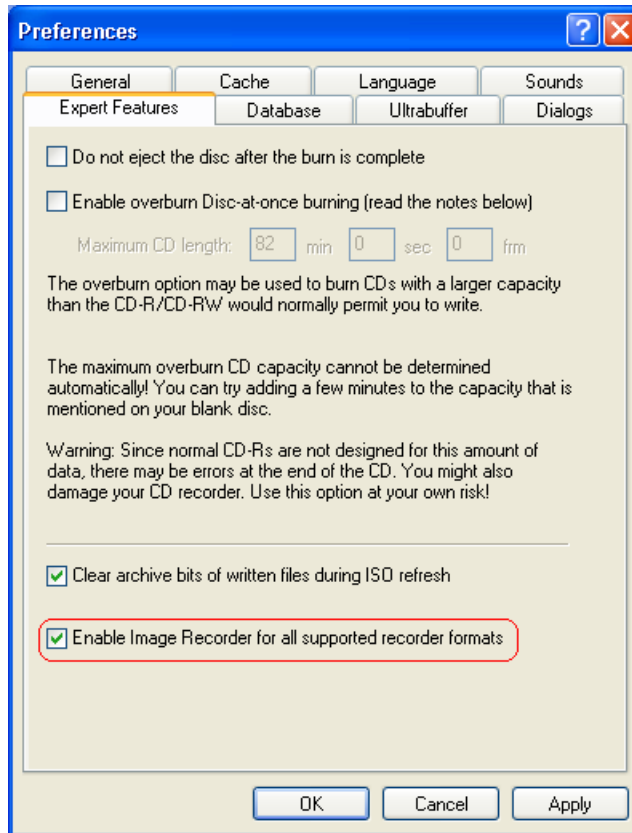 Preferences
General Cache Language Sounds
Expert Features Database Ultrabuffer Dialogs
Do not eject the disc after the burn is complete
Enable overburn Disc-at-once burning (read the notes below)
Maximum CD length: 82 min 0 sec 0 frm
The overburn option may be used to burn CDs with a larger capacity
than the CD-R/CD-RW would normally permit you to write.
The maximum overburn CD capacity cannot be determined
automatically! You can try adding a few minutes to the capacity that is
mentioned on your blank disc.
Warning: Since normal CD-Rs are not designed for this amount of
data, there may be errors at the end of the CD. You might also
damage your CD recorder. Use this option at your own risk!
Clear archive bits of written files during ISO refresh
Enable Image Recorder for all supported recorder formats
OK Cancel Apply